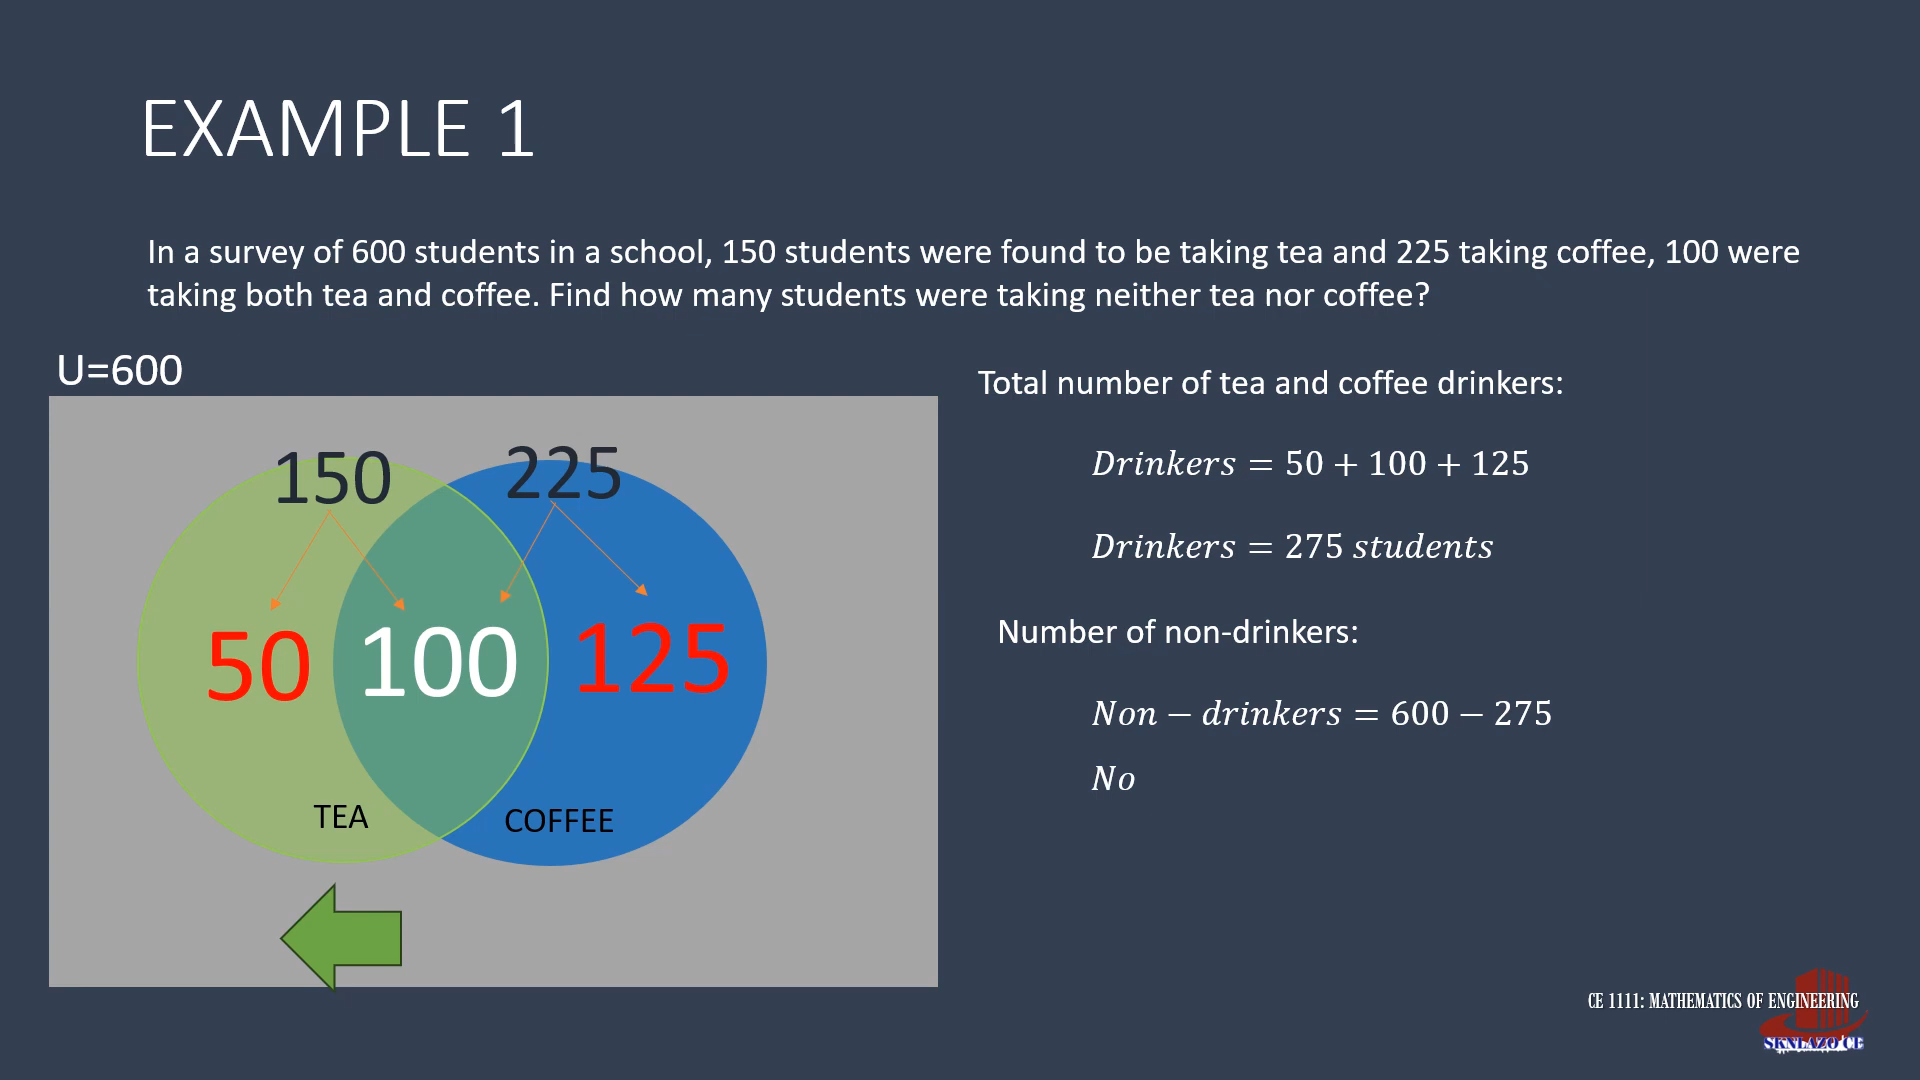 EXAMPLE 1
In a survey of 600 students in a school, 150 students were found to be taking tea and 225 taking coffee, 100 were
taking both tea and coffee. Find how many students were taking neither tea nor coffee?
U=600
150 225
50 100 125
TEA COFFEE
Total number of tea and coffee drinkers:
Drinkers = 50 + 100 + 125
Drinkers = 275 students
Number of non-drinkers:
Non − drinkers = 600 − 275
No
CE 1111: MATHEMATICS OF ENGINEERING
SKNLAZO CE